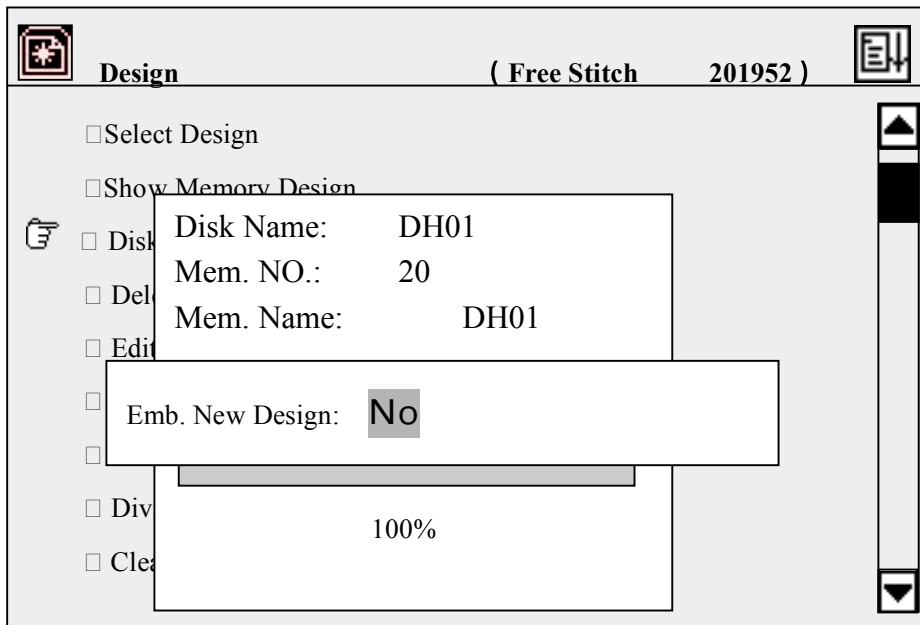 Design ( Free Stitch 201952 )
□Select Design
□Show Memory Design
□ Disk
Disk Name: DH01
Mem. NO.: 20
Mem. Name: DH01
□ Dele
□ Edit
Emb. New Design: No
□
□
□ Div
100%
□ Clea